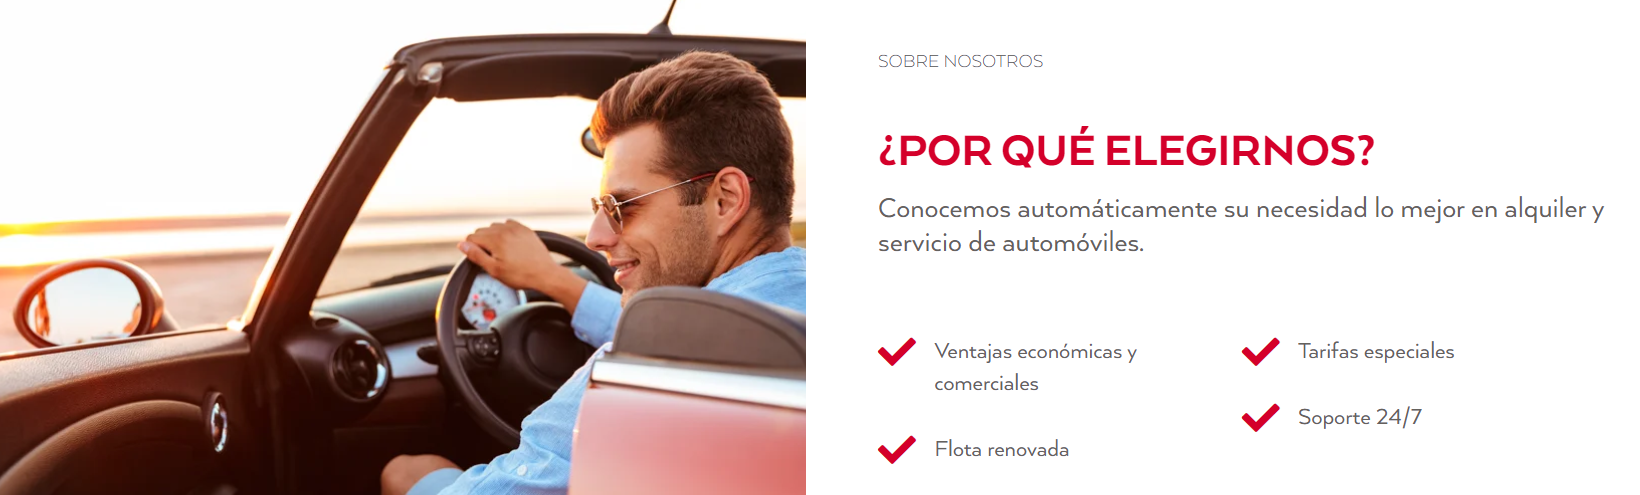 SOBRE NOSOTROS
¿POR QUÉ ELEGIRNOS?
Conocemos automáticamente su necesidad lo mejor en alquiler y
servicio de automóviles.
Ventajas económicas y
comerciales
Flota renovada
Tarifas especiales
Soporte 24/7